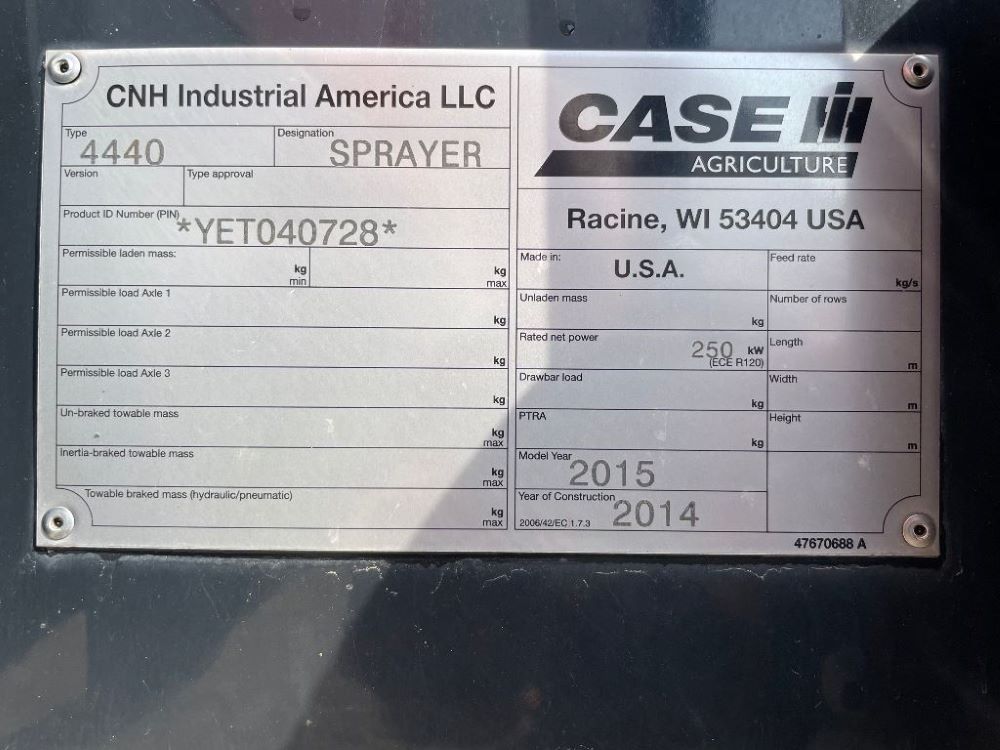 CNH Industrial America LLC
Type
4440
Designation
SPRAYER
Version
Type approval
Product ID Number (PIN)
*YET040728*
Permissible laden mass:
kg
min
kg
max
Permissible load Axle 1
kg
Permissible load Axle 2
kg
Permissible load Axle 3
kg
Un-braked towable mass
kg
max
Inertia-braked towable mass
kg
max
Towable braked mass (hydraulic/pneumatic)
kg
max
CASE IH
AGRICULTURE
Racine, WI 53404 USA
Made in:
U.S.A.
Feed rate
kg/s
Unladen mass
kg
Number of rows
Rated net power
250 kW
(ECE R120)
Length
m
Drawbar load
kg
Width
m
PTRA
kg
Height
m
Model Year
2015
Year of Construction
2006/42/EC 1.7.3
2014
47670688 A